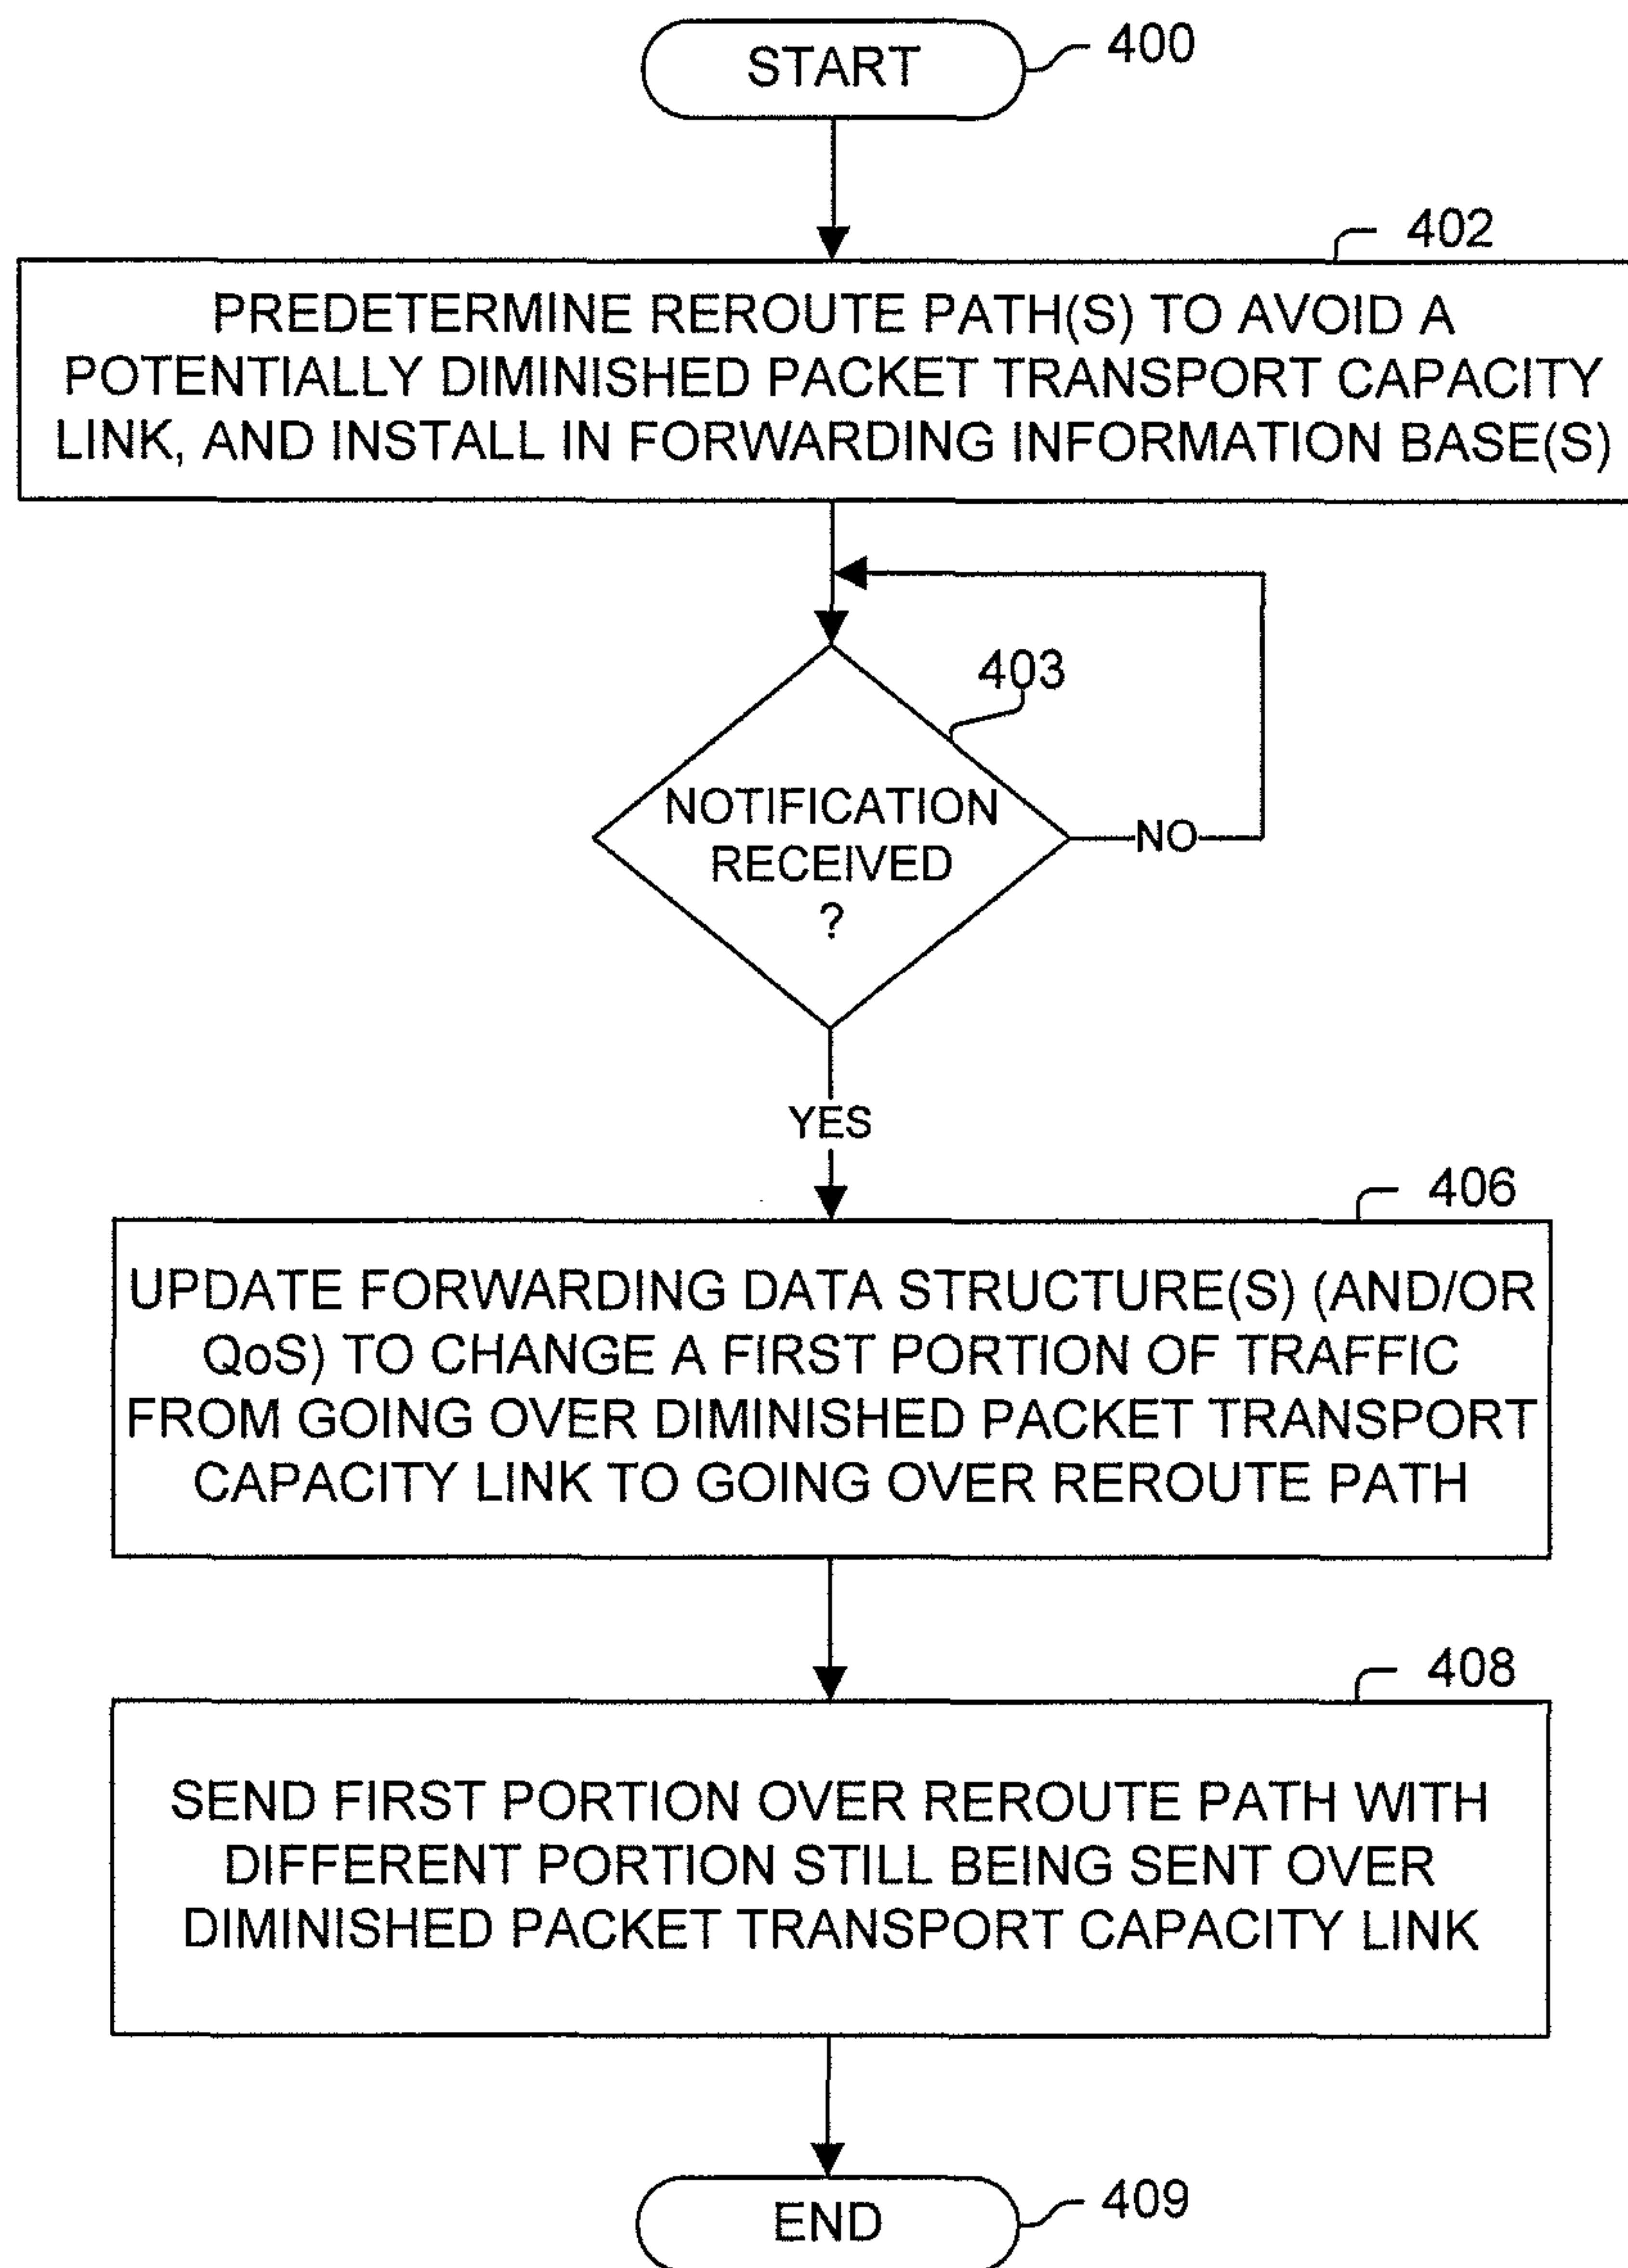 START
400
402
PREDETERMINE REROUTE PATH(S) TO AVOID A
POTENTIALLY DIMINISHED PACKET TRANSPORT CAPACITY
LINK, AND INSTALL IN FORWARDING INFORMATION BASE(S)
403
NOTIFICATION
RECEIVED
?
NO
YES
406
UPDATE FORWARDING DATA STRUCTURE(S) (AND/OR
QoS) TO CHANGE A FIRST PORTION OF TRAFFIC
FROM GOING OVER DIMINISHED PACKET TRANSPORT
CAPACITY LINK TO GOING OVER REROUTE PATH
408
SEND FIRST PORTION OVER REROUTE PATH WITH
DIFFERENT PORTION STILL BEING SENT OVER
DIMINISHED PACKET TRANSPORT CAPACITY LINK
END
409